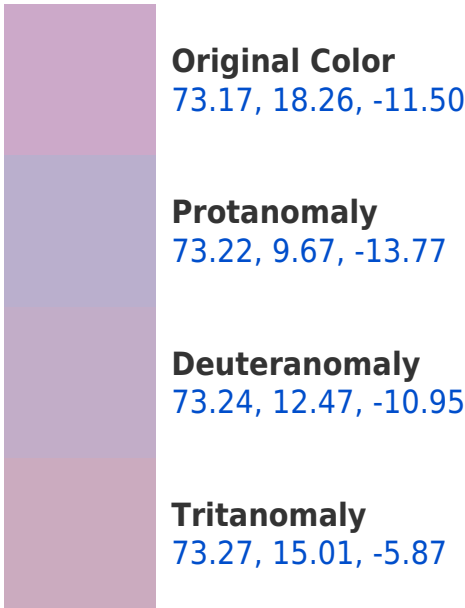 Original Color
73.17, 18.26, -11.50
Protanomaly
73.22, 9.67, -13.77
Deuteranomaly
73.24, 12.47, -10.95
Tritanomaly
73.27, 15.01, -5.87